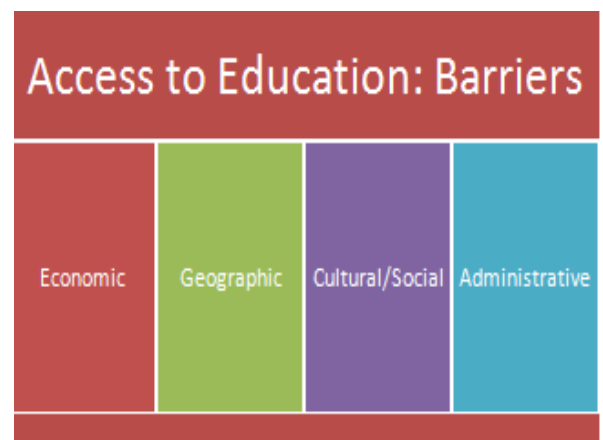 Access to Education: Barriers
Economic
Geographic
Cultural/Social
Administrative